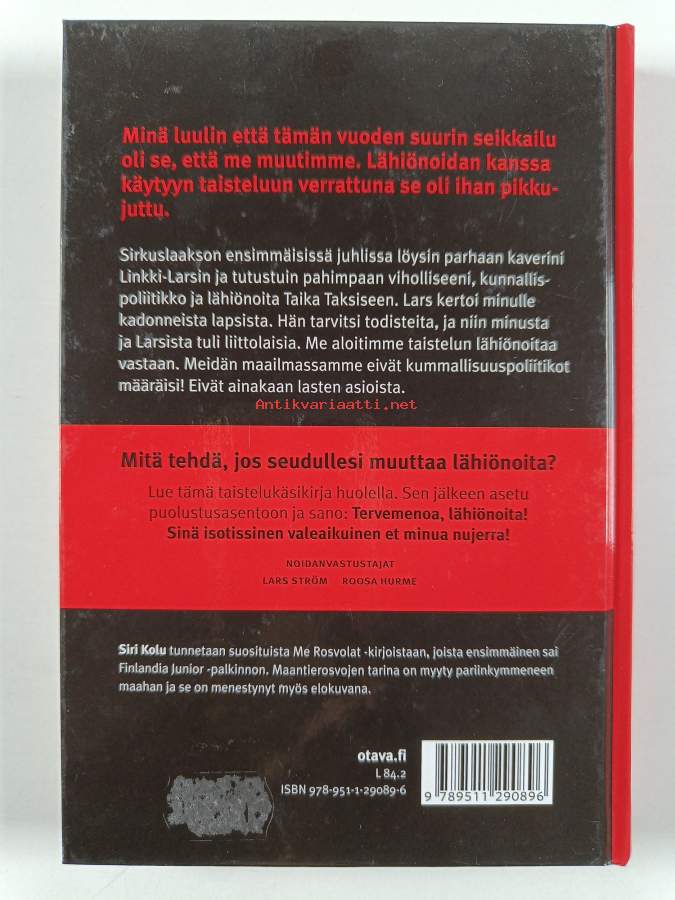 Minä luulin että tämän vuoden suurin seikkailu
oli se, että me muutimme. Lähiönoidan kanssa
käytyyn taisteluun verrattuna se oli ihan pikku-
juttu.
Sirkuslaakson ensimmäisissä juhlissa löysin parhaan kaverini
Linkki-Larsin ja tutustuin pahimpaan viholliseeni, kunnallis-
poliitikko ja lähiönoita Taika Taksiseen. Lars kertoi minulle
kadonneista lapsista. Hän tarvitsi todisteita, ja niin minusta
ja Larsista tuli liittolaisia. Me aloitimme taistelun lähiönoitaa
vastaan. Meidän maailmassamme eivät kummallisuuspoliitikot
määräisi! Eivät ainakaan lasten asioista.
Antikvariaatti.net
Mitä tehdä, jos seudullesi muuttaa lähiönoita?
Lue tämä taistelukäsikirja huolella. Sen jälkeen asetu
puolustusasentoon ja sano: Tervemenoa, lähiönoita!
Sinä isotissinen valeaikuinen et minua nujerra!
NOIDANVASTUSTAJAT
LARS STRÖM ROOSA HURME
Siri Kolu tunnetaan suosituista Me Rosvolat -kirjoistaan, joista ensimmäinen sai
Finlandia Junior -palkinnon. Maantierosvojen tarina on myyty pariinkymmeneen
maahan ja se on menestynyt myös elokuvana.
otava.fi
L 84.2
ISBN 978-951-1-29089-6
9 789511 290896